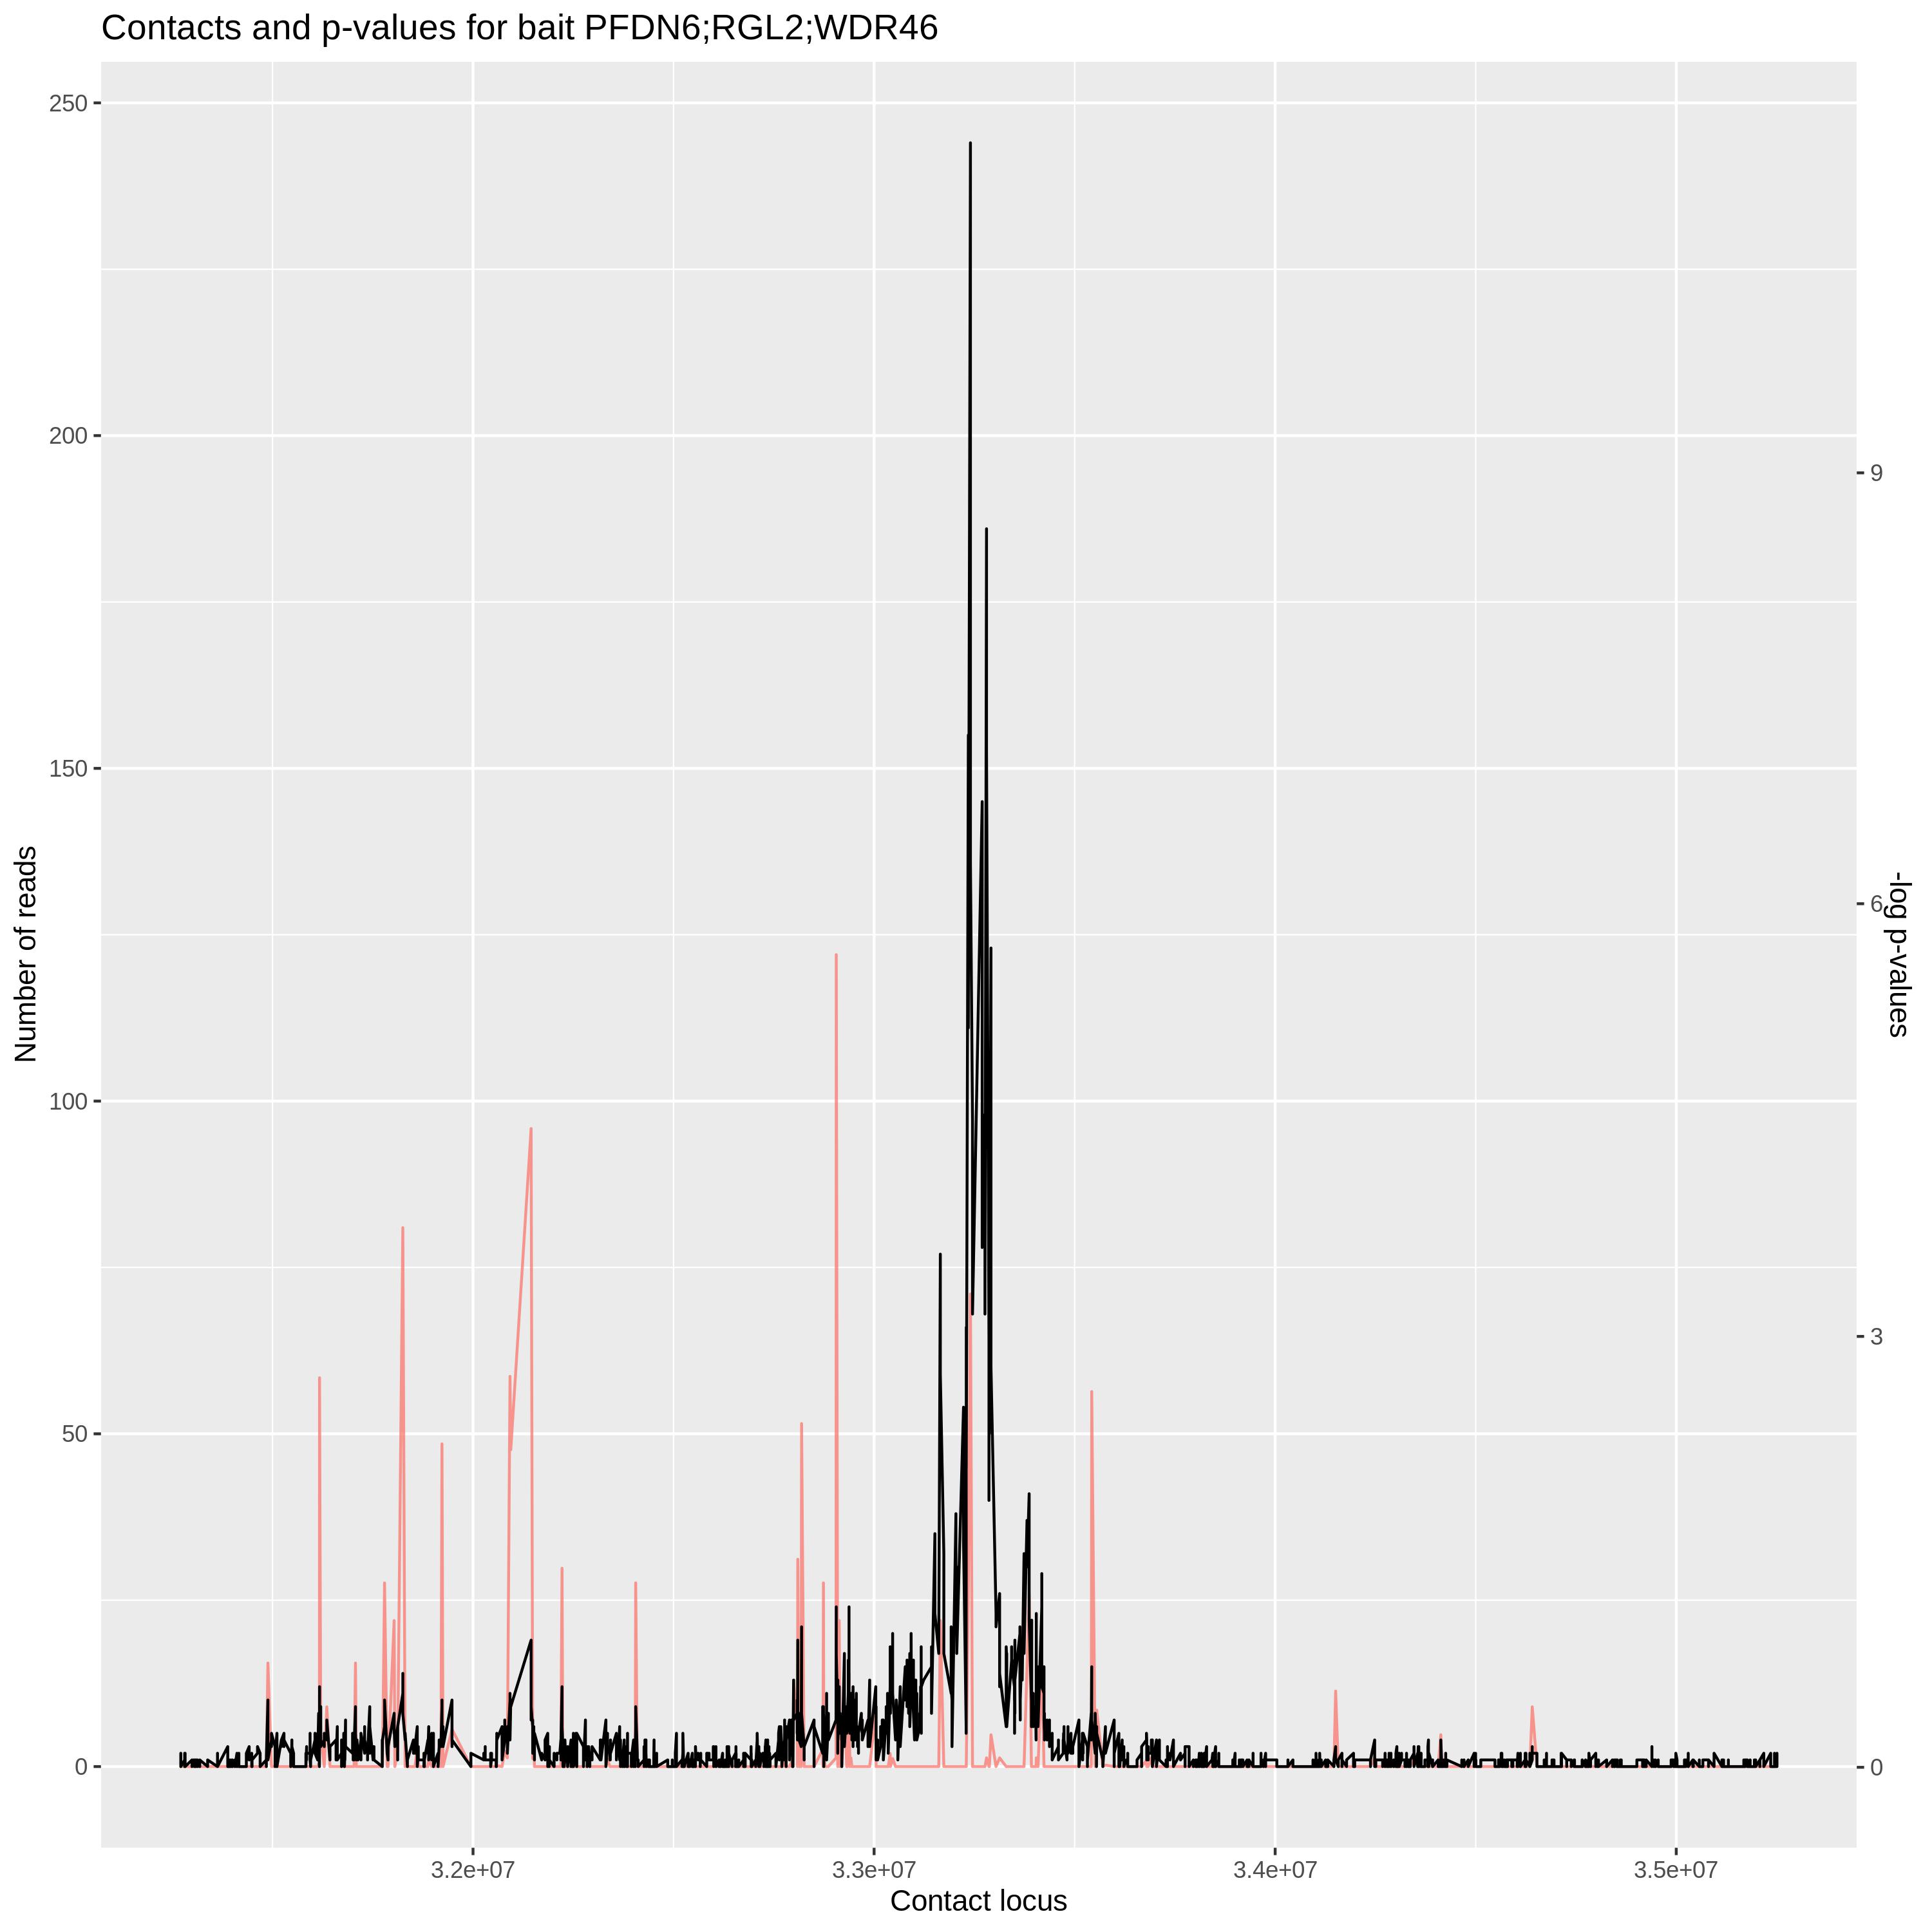 Contacts and p-values for bait PFDN6;RGL2;WDR46
250
200
150
100
50
0
Number of reads
9
6
3
0
-log p-values
3.2e+07
3.3e+07
3.4e+07
3.5e+07
Contact locus